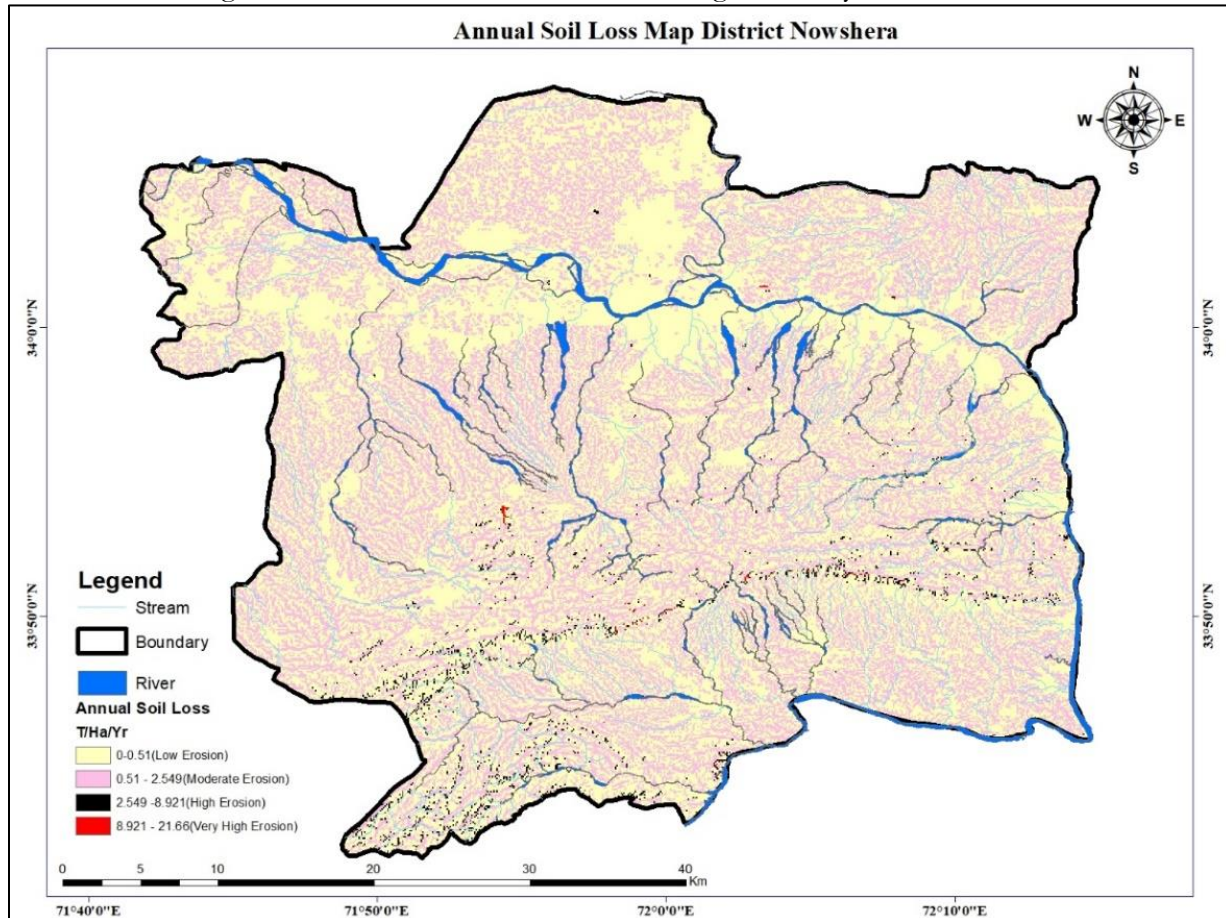 Annual Soil Loss Map District Nowshera
N
W E
S
34°0'0"N
34°0'0"N
33°50'0"N
33°50'0"N
Legend
Stream
Boundary
River
Annual Soil Loss
T/Ha/Yr
0-0.51(Low Erosion)
0.51 - 2.549(Moderate Erosion)
2.549 -8.921(High Erosion)
8.921 - 21.66(Very High Erosion)
0 5 10 20 30 40
Km
71°40'0"E 71°50'0"E 72°0'0"E 72°10'0"E